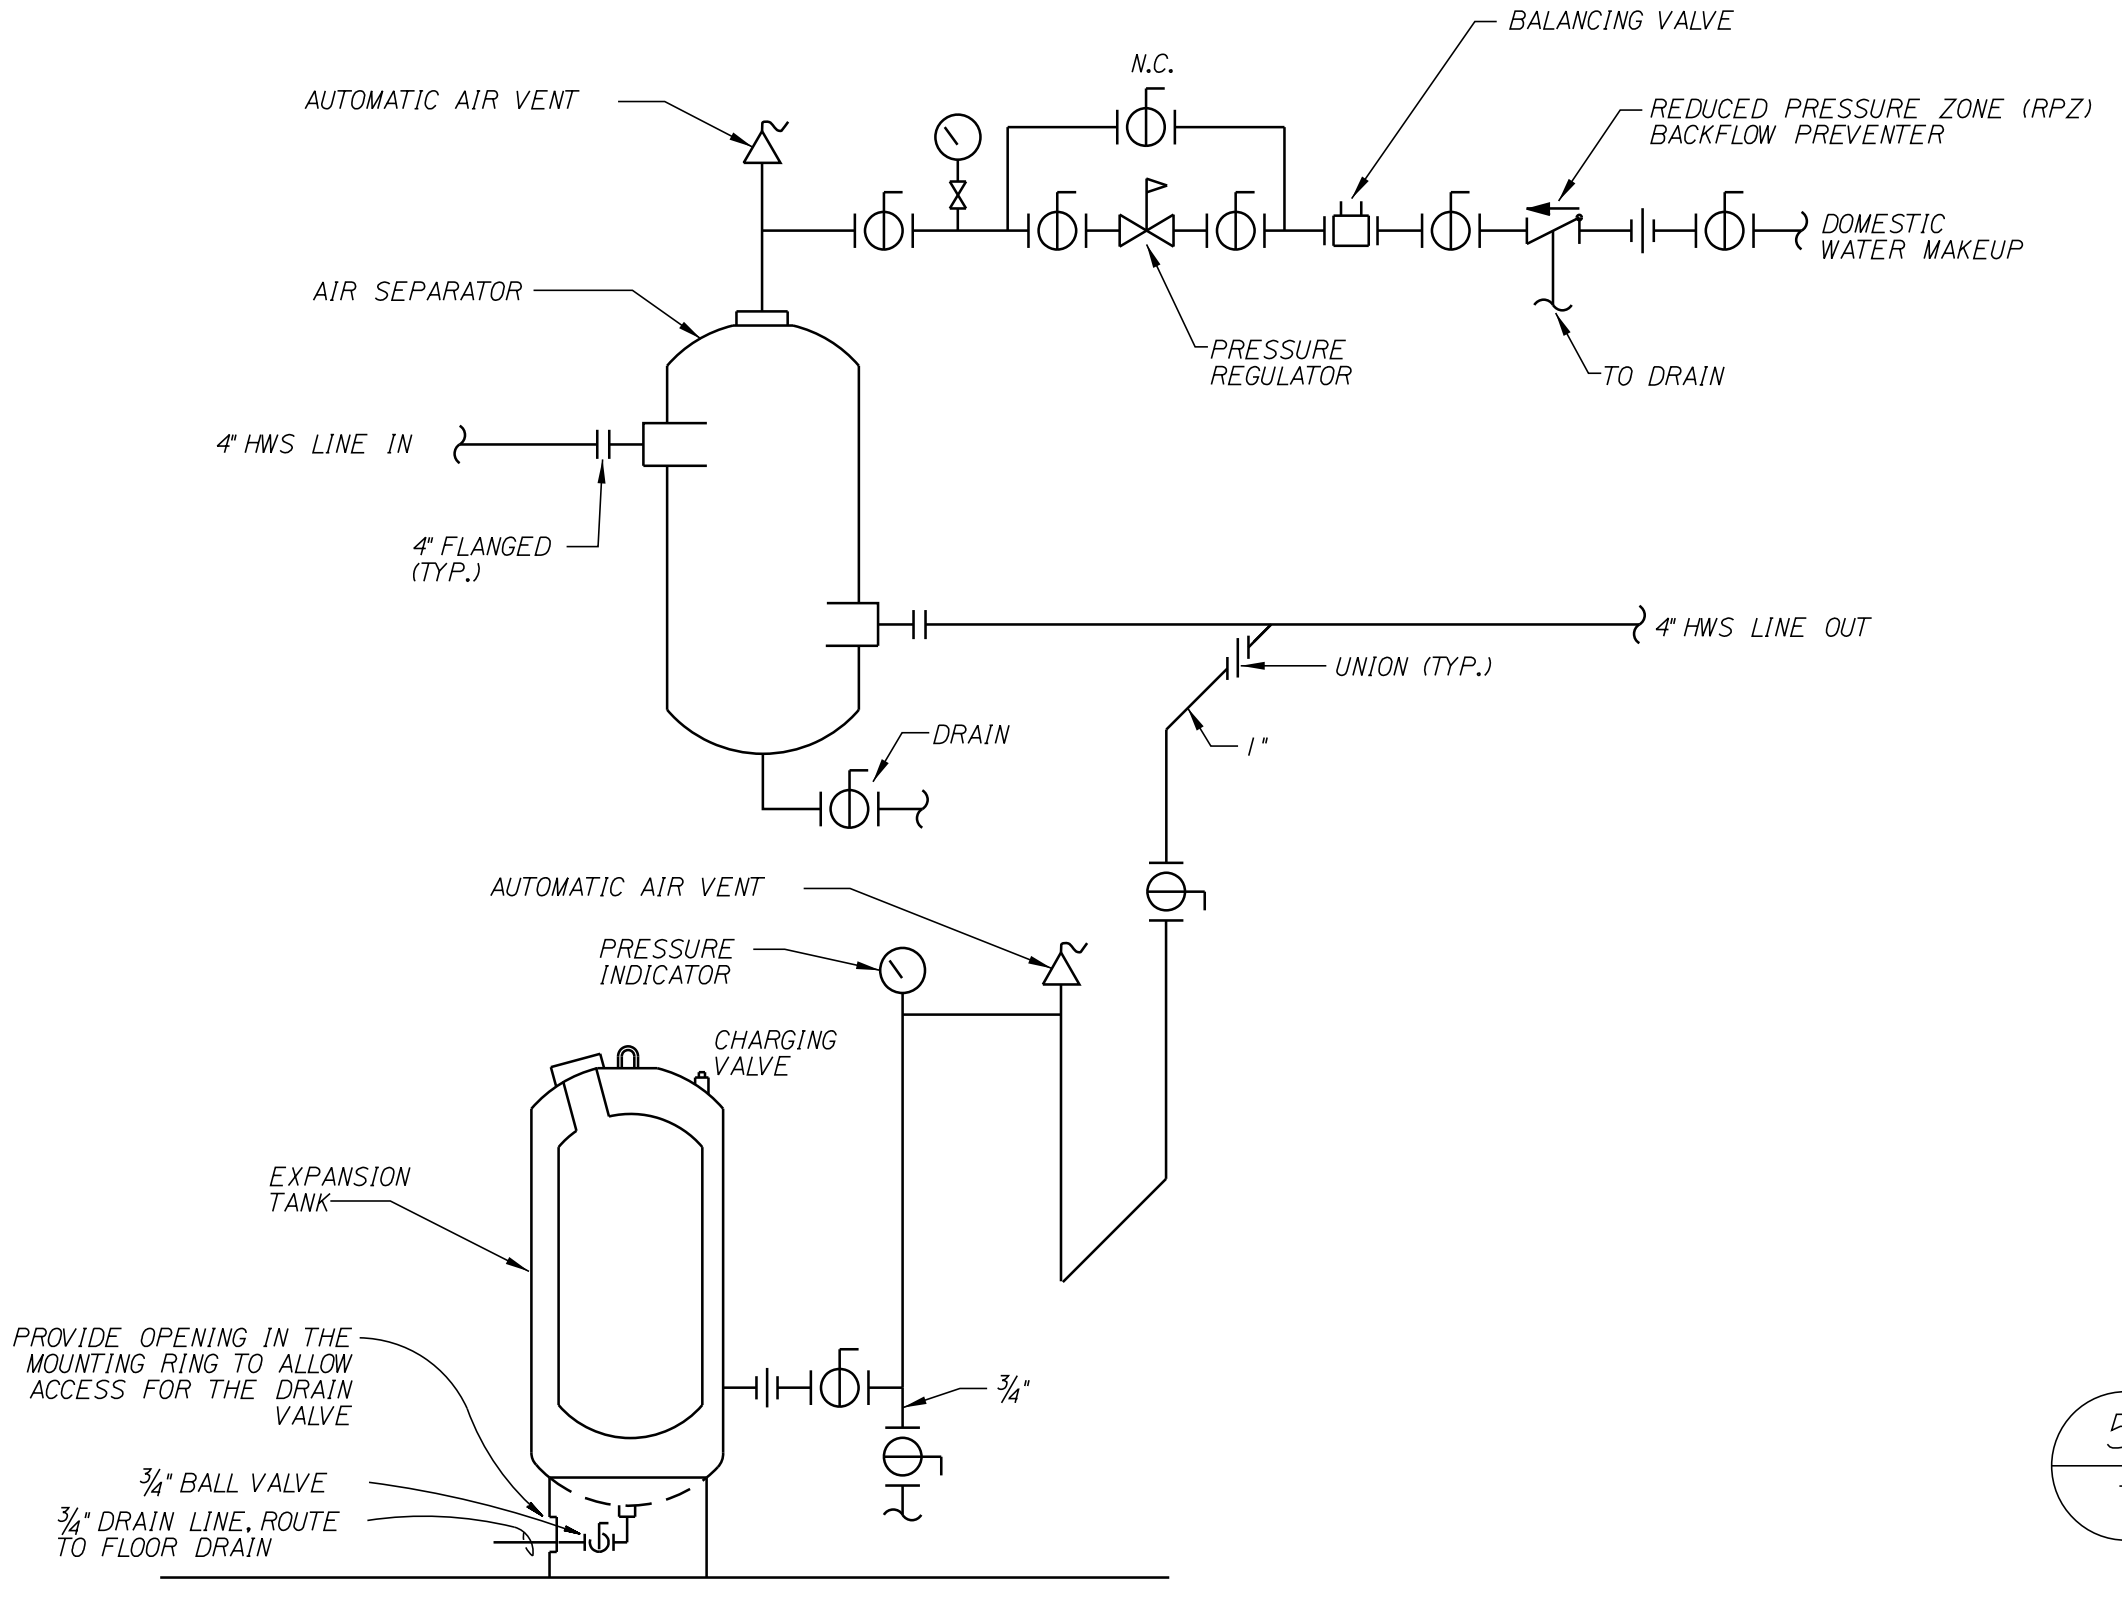 BALANCING VALVE
N.C.
AUTOMATIC AIR VENT
REDUCED PRESSURE ZONE (RPZ)
BACKFLOW PREVENTER
DOMESTIC
WATER MAKEUP
AIR SEPARATOR
PRESSURE
REGULATOR
TO DRAIN
4" HWS LINE IN
4" FLANGED
(TYP.)
4" HWS LINE OUT
UNION (TYP.)
1"
DRAIN
AUTOMATIC AIR VENT
PRESSURE
INDICATOR
CHARGING
VALVE
EXPANSION
TANK
PROVIDE OPENING IN THE
MOUNTING RING TO ALLOW
ACCESS FOR THE DRAIN
VALVE
3/4"
3/4" BALL VALVE
3/4" DRAIN LINE, ROUTE
TO FLOOR DRAIN